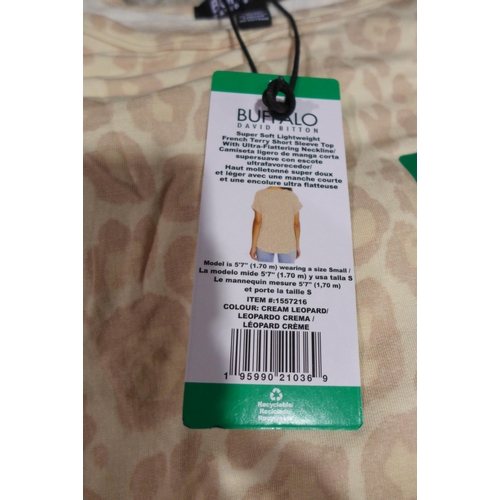 BUFFALO
DAVID BITTON
Super Soft Lightweight
French Terry Short Sleeve Top
With Ultra-Flattering Neckline/
Camiseta ligero de manga corta
supersuave con escote
ultrafavorecedor/
Haut molletonné super doux
et léger avec une manche courte
et une encolure ultra flatteuse
Model is 5'7" (1.70 m) wearing a size Small /
La modelo mide 5'7" (1.70 m) y usa talla S
Le mannequin mesure 5'7" (1,70 m)
et porte la taille S
ITEM #:1557216
COLOUR: CREAM LEOPARD/
LEOPARDO CREMA /
LÉOPARD CRÈME
1 95990 21036 9
Recyclable
Reciclable
Recyclable